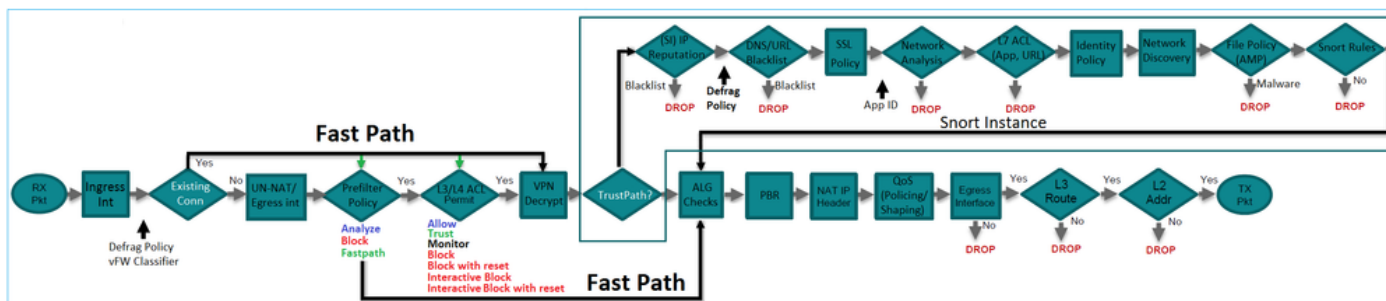 (SI) IP
Reputation
DNS/URL
Blacklist
SSL
Policy
Network
Analysis
L7 ACL
(App, URL)
Identity
Policy
Network
Discovery
File Policy
(AMP)
Snort Rules
Blacklist
Defrag
Policy
Blacklist
App ID
Malware
No
DROP
DROP
DROP
DROP
DROP
DROP
Snort Instance
Fast Path
Yes
RX
Pkt
Ingress
Int
Existing
Conn
No
UN-NAT/
Egress int
Prefilter
Policy
Yes
L3/L4 ACL
Permit
Yes
VPN
Decrypt
TrustPath?
ALG
Checks
PBR
NAT IP
Header
QoS
(Policing/
Shaping)
Egress
Interface
Yes
L3
Route
Yes
L2
Addr
Yes
TX
Pkt
Defrag Policy
vFW Classifier
Analyze
Block
Fastpath
Allow
Trust
Monitor
Block
Block with reset
Interactive Block
Interactive Block with reset
No
DROP
No
DROP
No
DROP
Fast Path